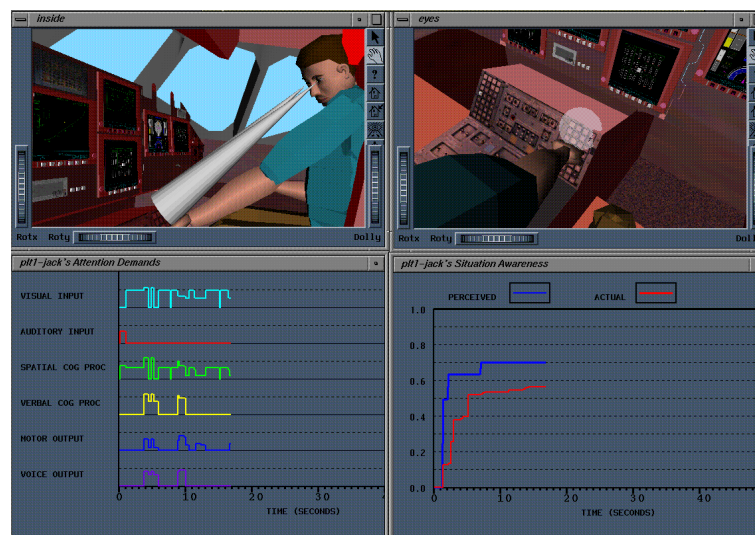 inside
eyes
?
Rotx Roty
Dolly
Rotx Roty
Doll
plt1-jack's Attention Demands
VISUAL INPUT
AUDITORY INPUT
SPATIAL COG PROC
VERBAL COG PROC
MOTOR OUTPUT
VOICE OUTPUT
0 10 20 30 4
TIME (SECONDS)
plt1-jack's Situation Awareness
PERCEIVED
ACTUAL
1.0
0.8
0.6
0.4
0.2
0.0
0 10 20 30 40
TIME (SECONDS)